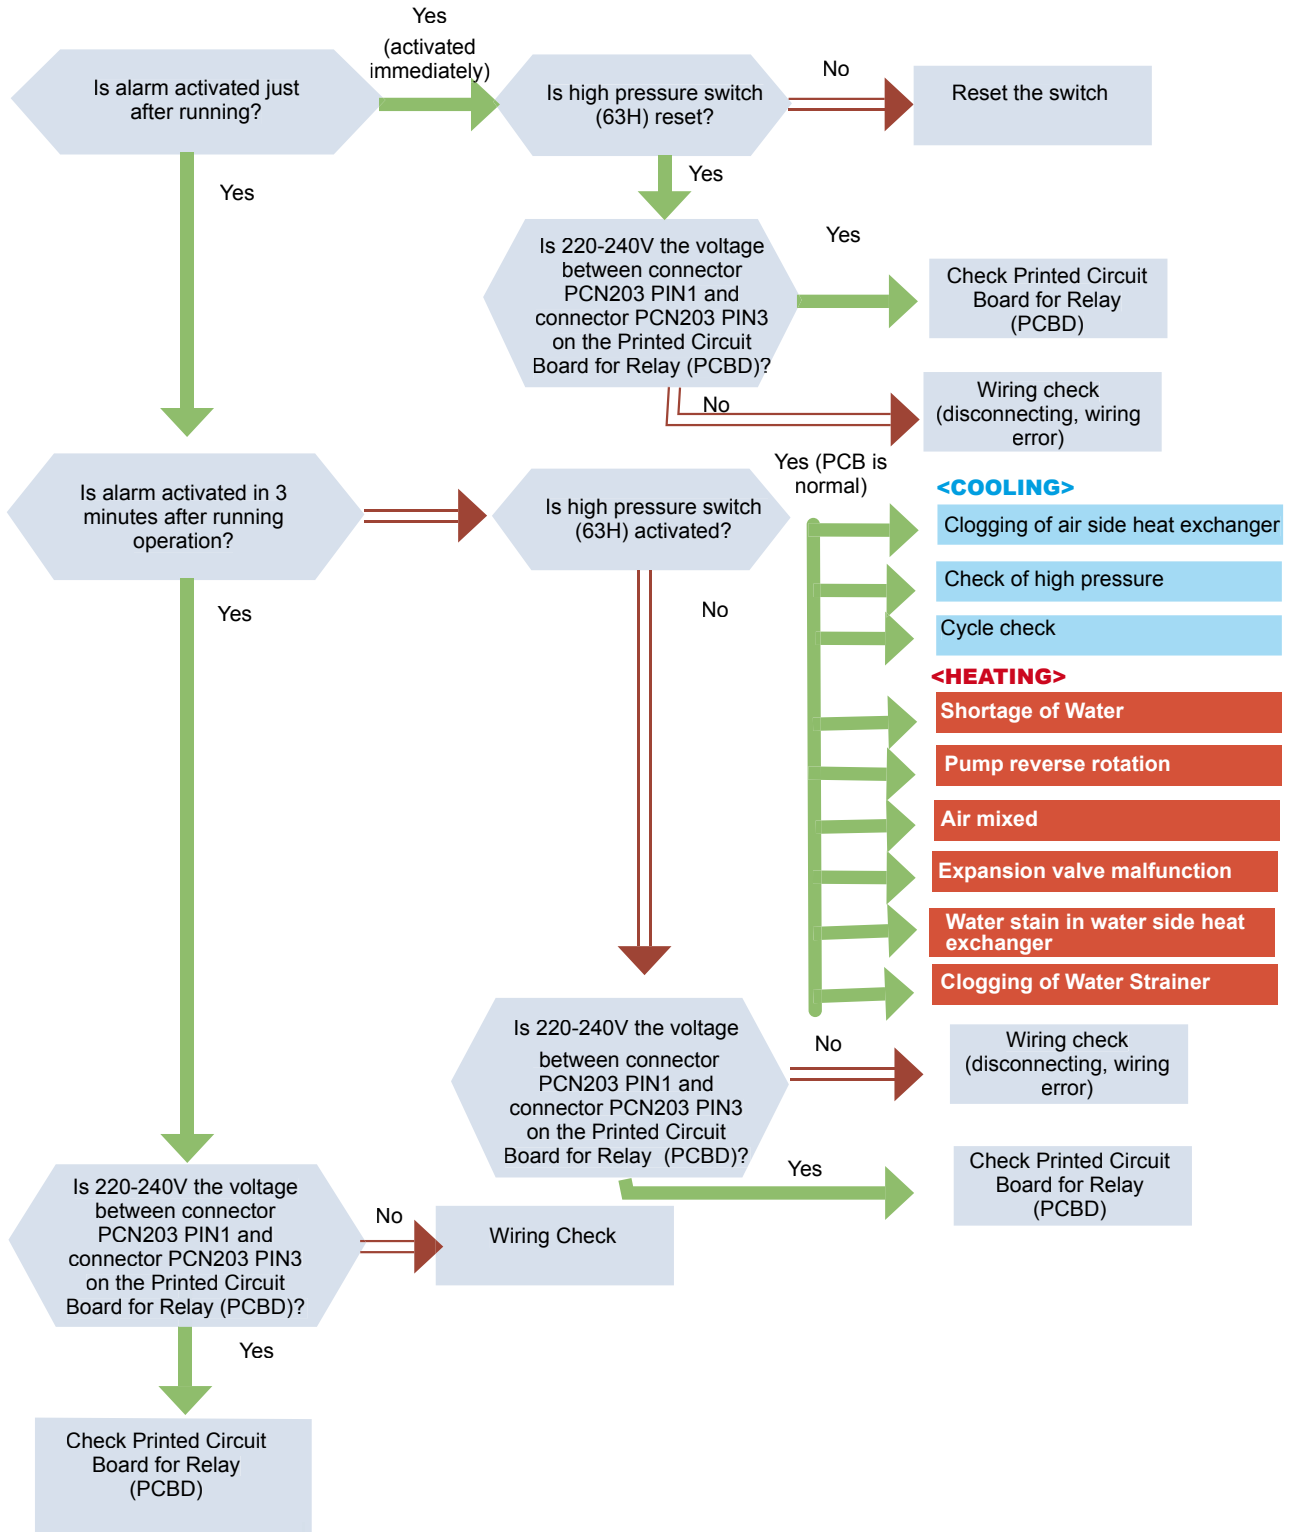 Yes
(activated
immediately)
Is alarm activated just
after running?
Is high pressure switch
(63H) reset?
No
Reset the switch
Yes
Yes
Is 220-240V the voltage
between connector
PCN203 PIN1 and
connector PCN203 PIN3
on the Printed Circuit
Board for Relay (PCBD)?
Yes
Check Printed Circuit
Board for Relay
(PCBD)
No
Wiring check
(disconnecting, wiring
error)
Is alarm activated in 3
minutes after running
operation?
Is high pressure switch
(63H) activated?
Yes (PCB is
normal)
<COOLING>
Clogging of air side heat exchanger
Check of high pressure
Cycle check
Yes
No
<HEATING>
Shortage of Water
Pump reverse rotation
Air mixed
Expansion valve malfunction
Water stain in water side heat
exchanger
Clogging of Water Strainer
Is 220-240V the voltage
between connector
PCN203 PIN1 and
connector PCN203 PIN3
on the Printed Circuit
Board for Relay (PCBD)?
No
Wiring check
(disconnecting, wiring
error)
Yes
Check Printed Circuit
Board for Relay
(PCBD)
Is 220-240V the voltage
between connector
PCN203 PIN1 and
connector PCN203 PIN3
on the Printed Circuit
Board for Relay (PCBD)?
No
Wiring Check
Yes
Check Printed Circuit
Board for Relay
(PCBD)